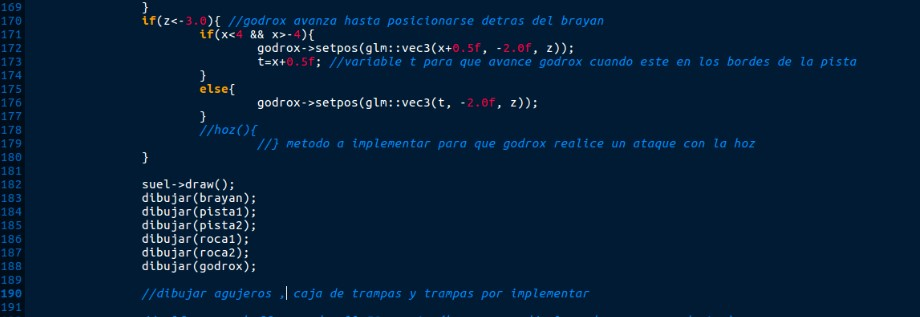 169 }
170 if(z<-3.0){ //godrox avanza hasta posicionarse detras del brayan
171 if(x<4 && x>-4){
172 godrox->setpos(glm::vec3(x+0.5f, -2.0f, z));
173 t=x+0.5f; //variable t para que avance godrox cuando este en los bordes de la pista
174 }
175 else{
176 godrox->setpos(glm::vec3(t, -2.0f, z));
177 }
178 //hoz(){
179 //} metodo a implementar para que godrox realice un ataque con la hoz
180 }
181
182 suel->draw();
183 dibujar(brayan);
184 dibujar(pista1);
185 dibujar(pista2);
186 dibujar(roca1);
187 dibujar(roca2);
188 dibujar(godrox);
189
190 //dibujar agujeros , caja de trampas y trampas por implementar
191